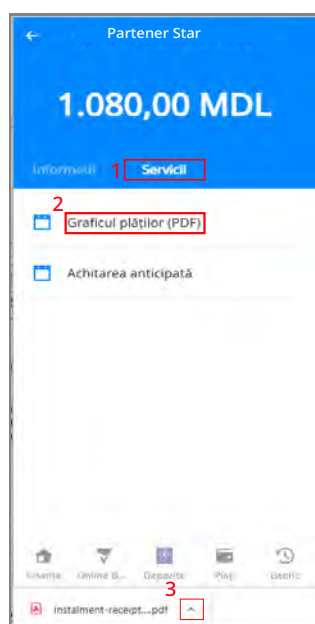 Partener Star
1.080,00 MDL
Informații 1 Servicii
2
Graficul plăților (PDF)
Achitarea anticipată
Online B... Depozite Plăți Istoric
3
instalment-receipt....pdf